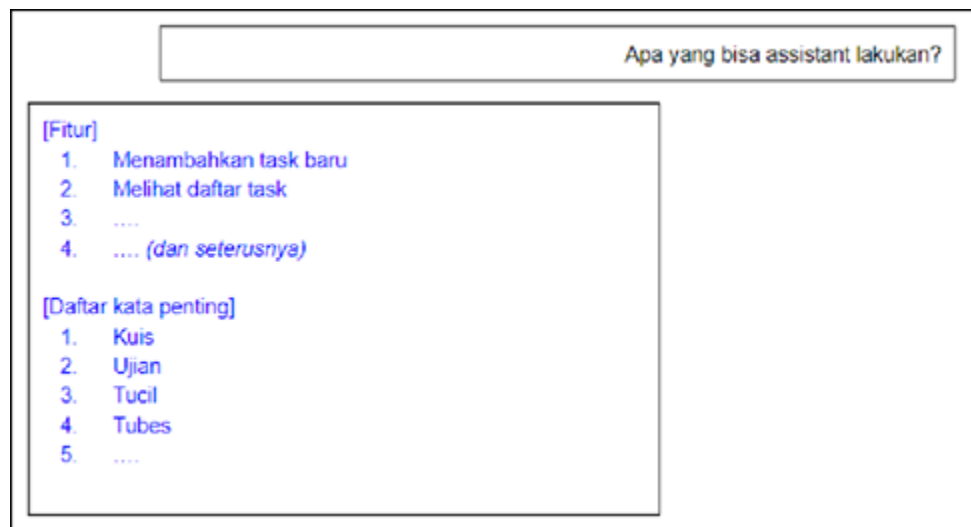 Apa yang bisa assistant lakukan?
[Fitur]
1. Menambahkan task baru
2. Melihat daftar task
3. ....
4. .... (dan seterusnya)
[Daftar kata penting]
1. Kuis
2. Ujian
3. Tucil
4. Tubes
5. ....